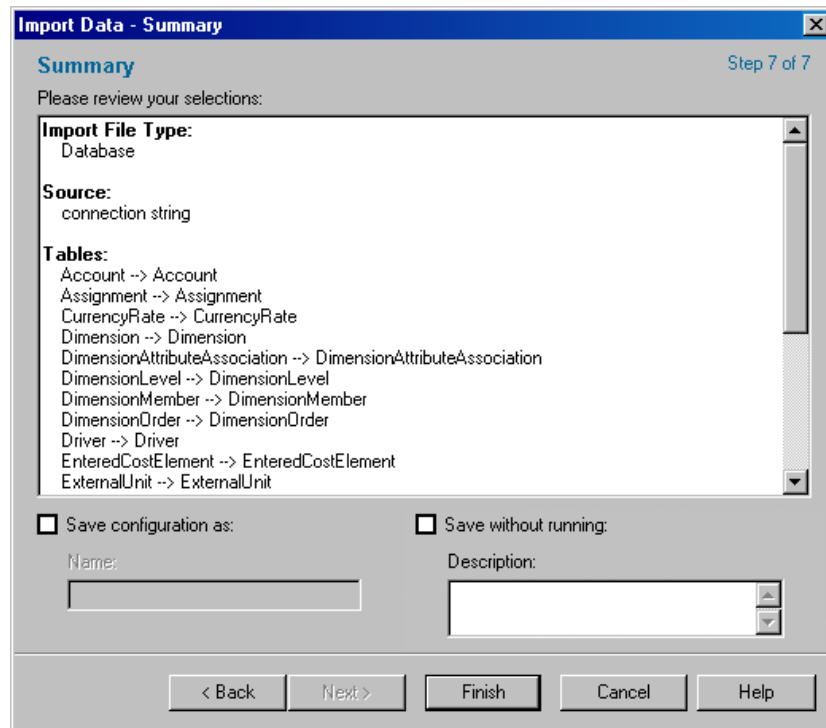 Import Data - Summary
Summary
Step 7 of 7
Please review your selections:
Import File Type:
Database
Source:
connection string
Tables:
Account --> Account
Assignment --> Assignment
CurrencyRate --> CurrencyRate
Dimension --> Dimension
DimensionAttributeAssociation --> DimensionAttributeAssociation
DimensionLevel --> DimensionLevel
DimensionMember --> DimensionMember
DimensionOrder --> DimensionOrder
Driver --> Driver
EnteredCostElement --> EnteredCostElement
ExternalUnit --> ExternalUnit
Save configuration as:
Save without running:
Name:
Description:
< Back
Next >
Finish
Cancel
Help